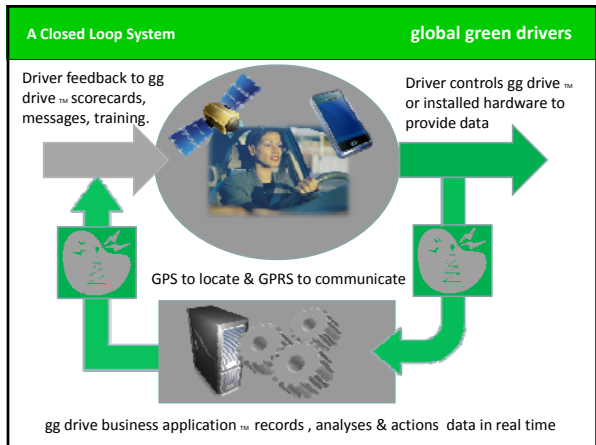 A Closed Loop System
global green drivers
Driver feedback to gg
drive ™ scorecards,
messages, training.
Driver controls gg drive ™
or installed hardware to
provide data
GPS to locate & GPRS to communicate
gg drive business application ™ records , analyses & actions data in real time